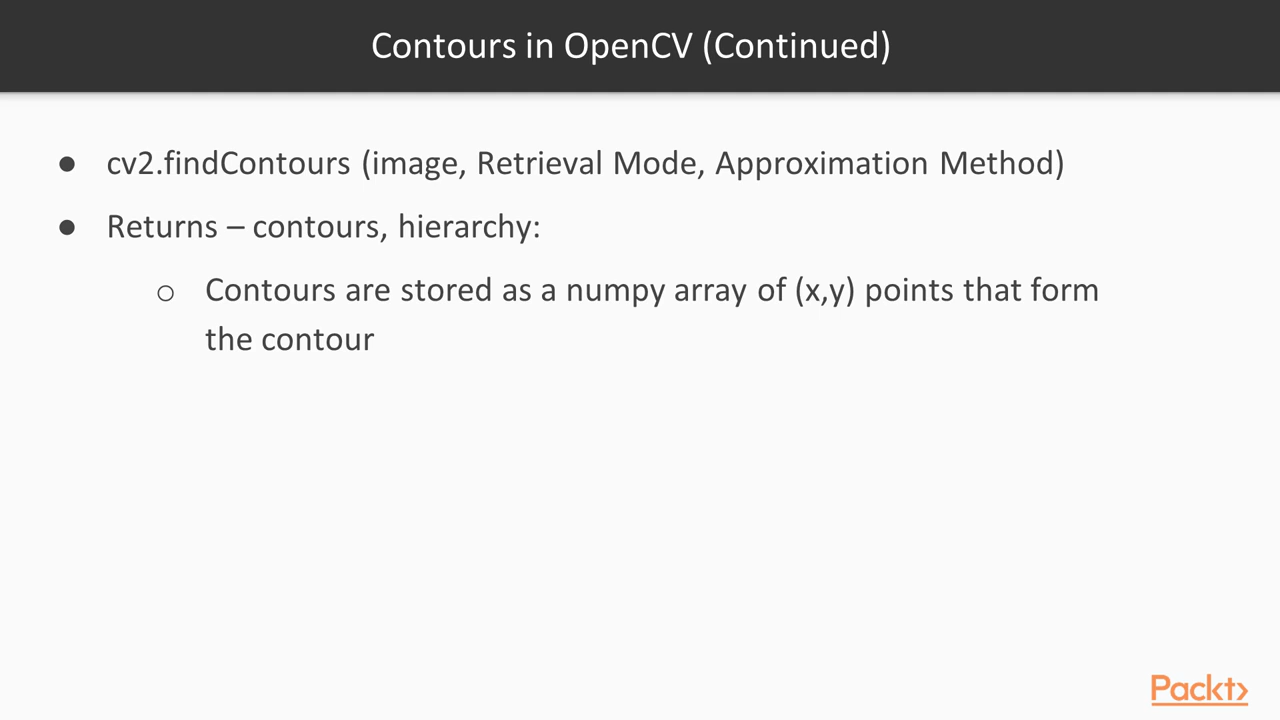 Contours in OpenCV (Continued)
● cv2.findContours (image, Retrieval Mode, Approximation Method)
● Returns – contours, hierarchy:
○ Contours are stored as a numpy array of (x,y) points that form
the contour
Packt>